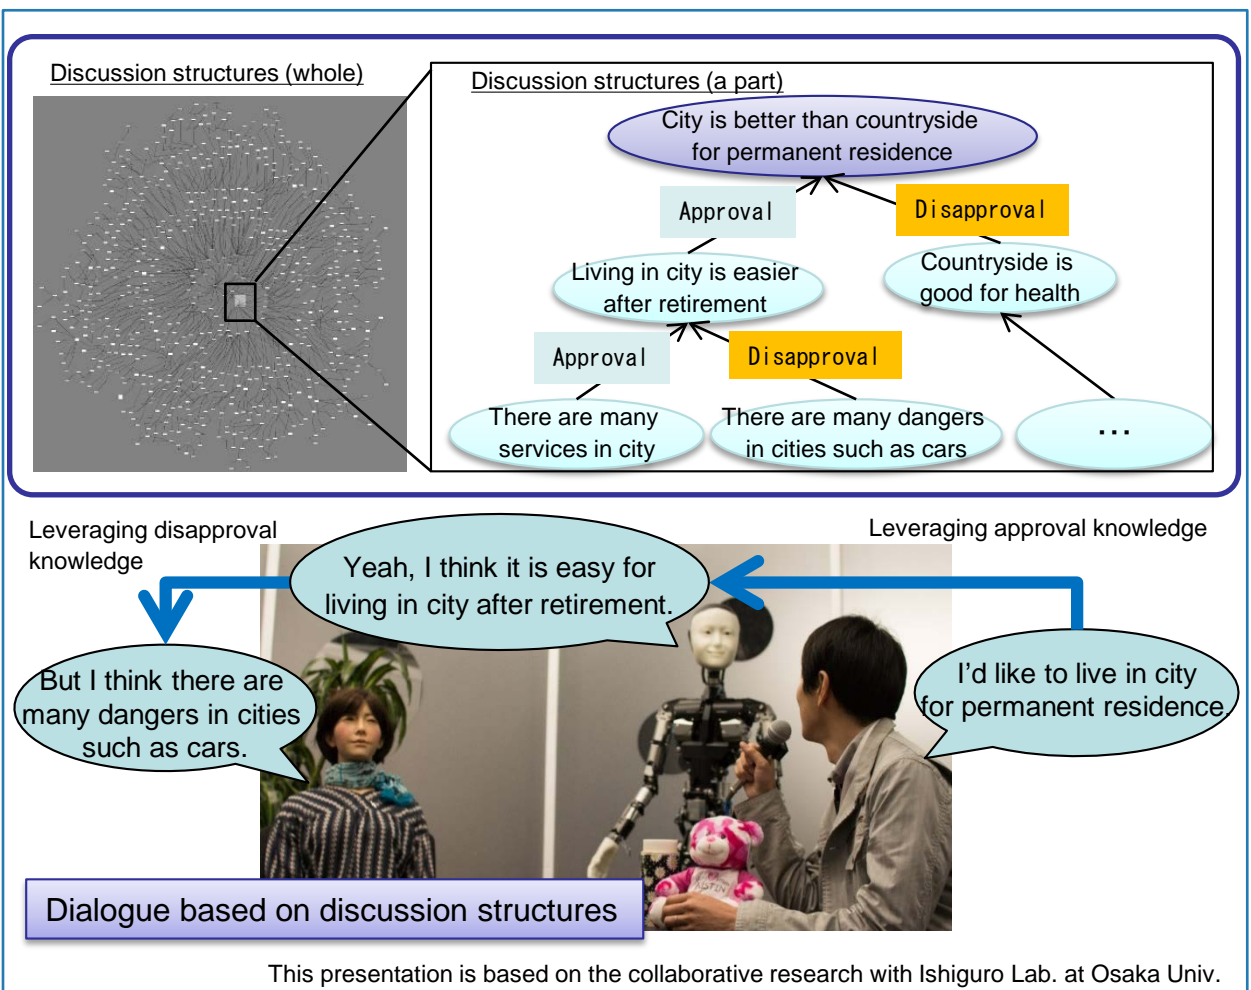 Discussion structures (whole)
Discussion structures (a part)
City is better than countryside
for permanent residence
Approval
Disapproval
Living in city is easier
after retirement
Countryside is
good for health
Approval
Disapproval
There are many
services in city
There are many dangers
in cities such as cars
...
Leveraging disapproval
knowledge
Leveraging approval knowledge
Yeah, I think it is easy for
living in city after retirement.
But I think there are
many dangers in cities
such as cars.
I'd like to live in city
for permanent residence.
Dialogue based on discussion structures
This presentation is based on the collaborative research with Ishiguro Lab. at Osaka Univ.